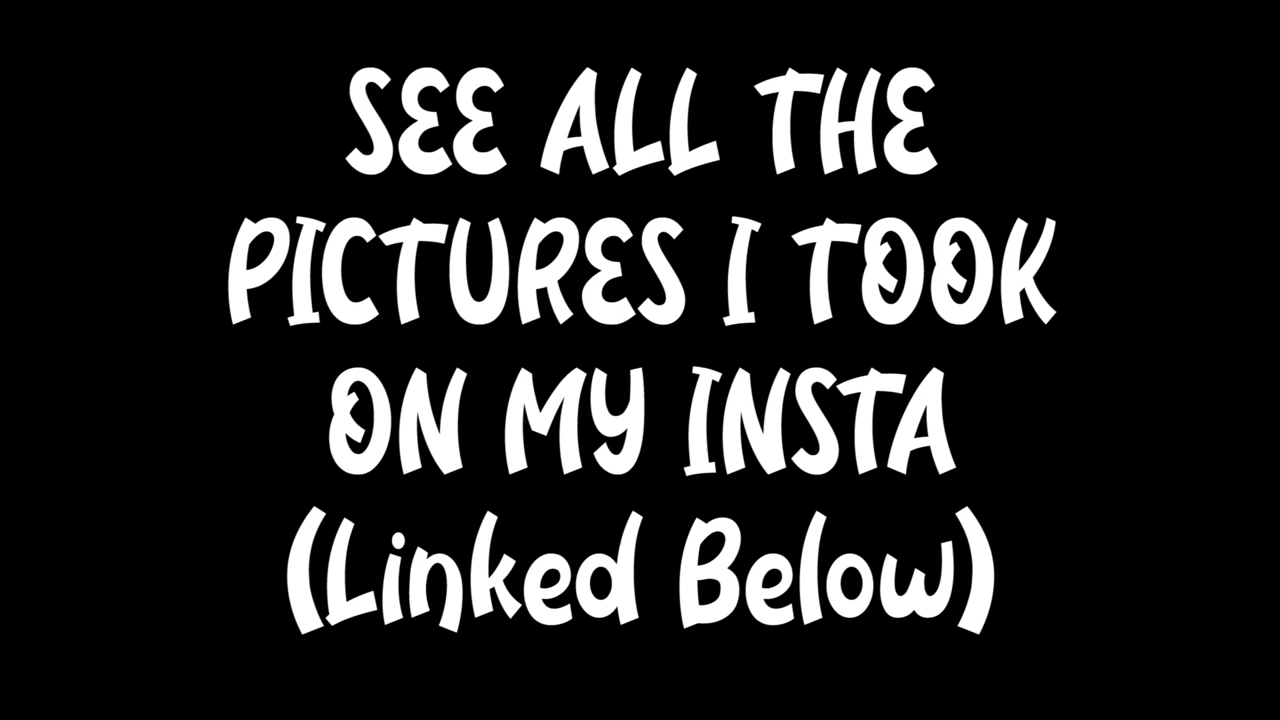 SEE ALL THE
PICTURES I TOOK
ON MY INSTA
(Linked Below)